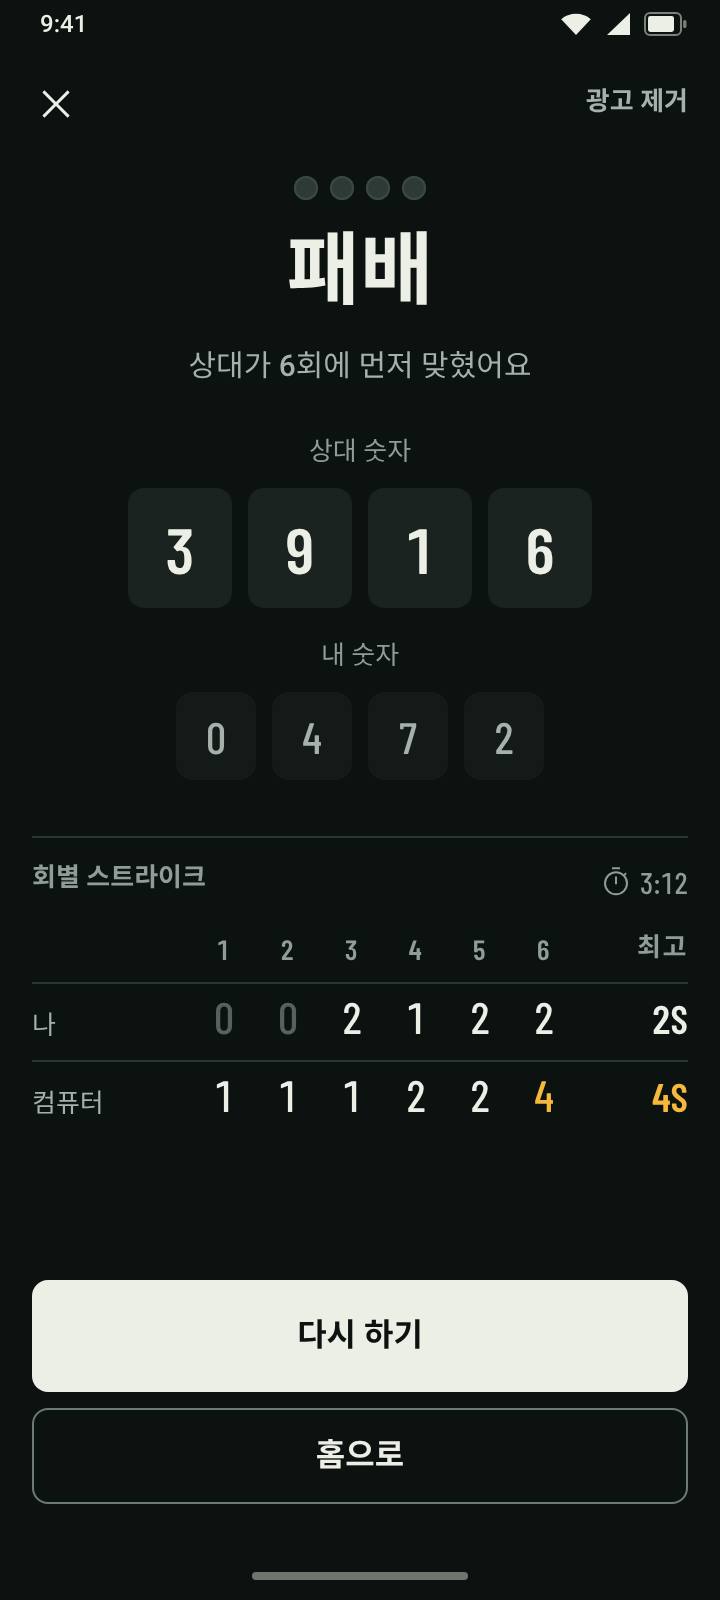 9:41
광고 제거
패배
상대가 6회에 먼저 맞혔어요
상대 숫자
3 9 1 6
내 숫자
0 4 7 2
회별 스트라이크 3:12
1 2 3 4 5 6 최고
나 0 0 2 1 2 2 2S
컴퓨터 1 1 1 2 2 4 4S
다시 하기
홈으로